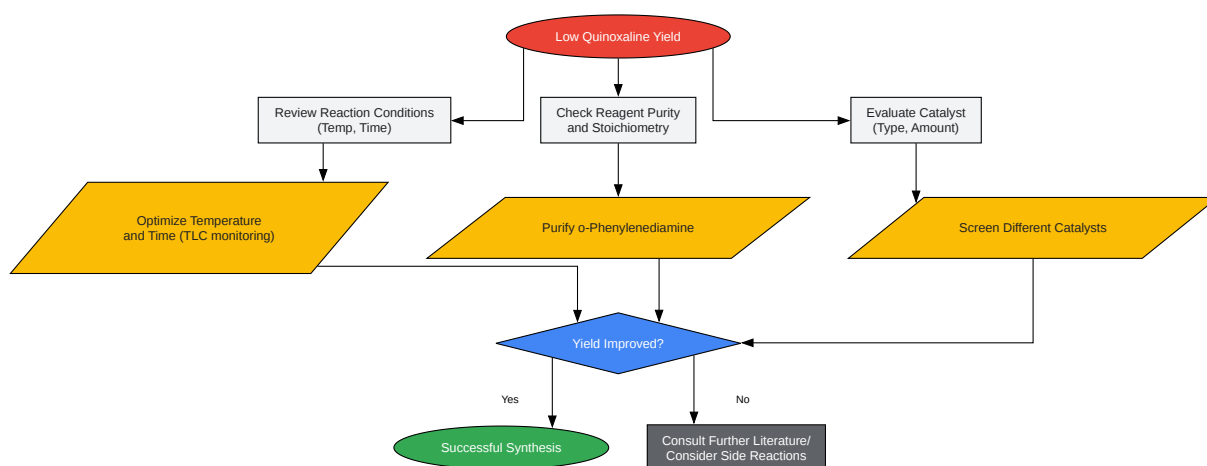 Low Quinoxaline Yield
Review Reaction Conditions
(Temp, Time)
Check Reagent Purity
and Stoichiometry
Evaluate Catalyst
(Type, Amount)
Optimize Temperature
and Time (TLC monitoring)
Purify o-Phenylenediamine
Screen Different Catalysts
Yield Improved?
Yes
No
Successful Synthesis
Consult Further Literature/
Consider Side Reactions